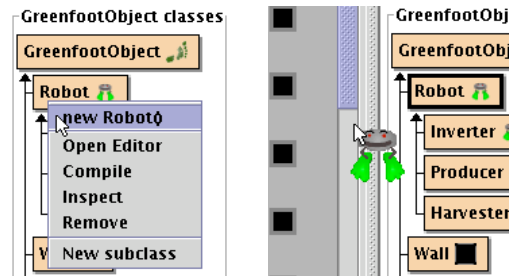 GreenfootObject classes
GreenfootObject
Robot
new Robot()
Open Editor
Compile
Inspect
Remove
New subclass
W
GreenfootObj
GreenfootObj
Robot
Inverter
Producer
Harvester
Wall